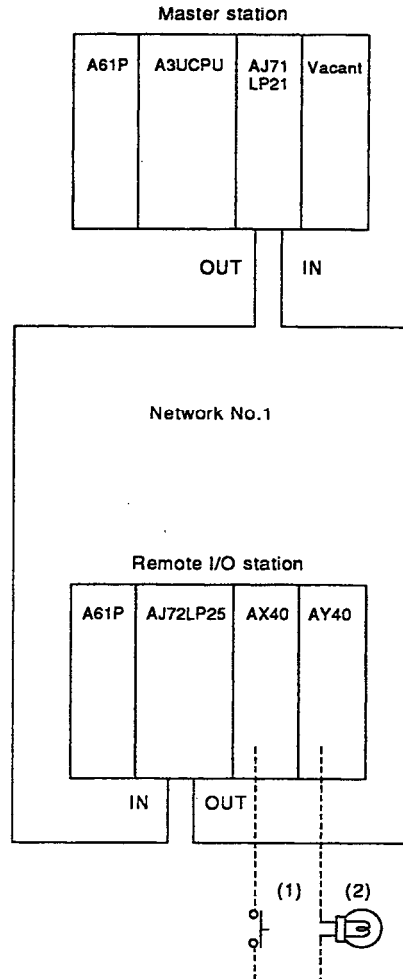 Master station
A61P
A3UCPU
AJ71
LP21
Vacant
OUT
IN
Network No.1
Remote I/O station
A61P
AJ72LP25
AX40
AY40
IN
OUT
(1)
(2)